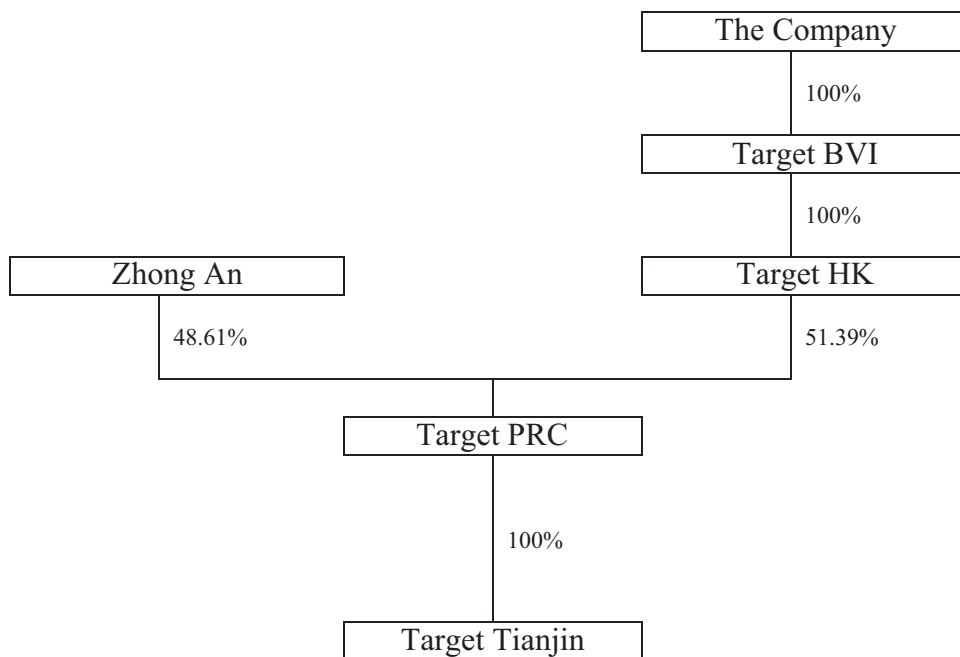 The Company
100%
Target BVI
100%
Zhong An
Target HK
48.61%
51.39%
Target PRC
100%
Target Tianjin